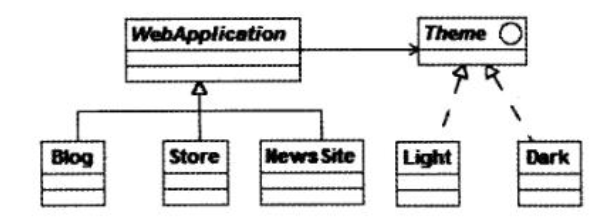 WebApplication
Theme
Blog
Store
News Site
Light
Dark